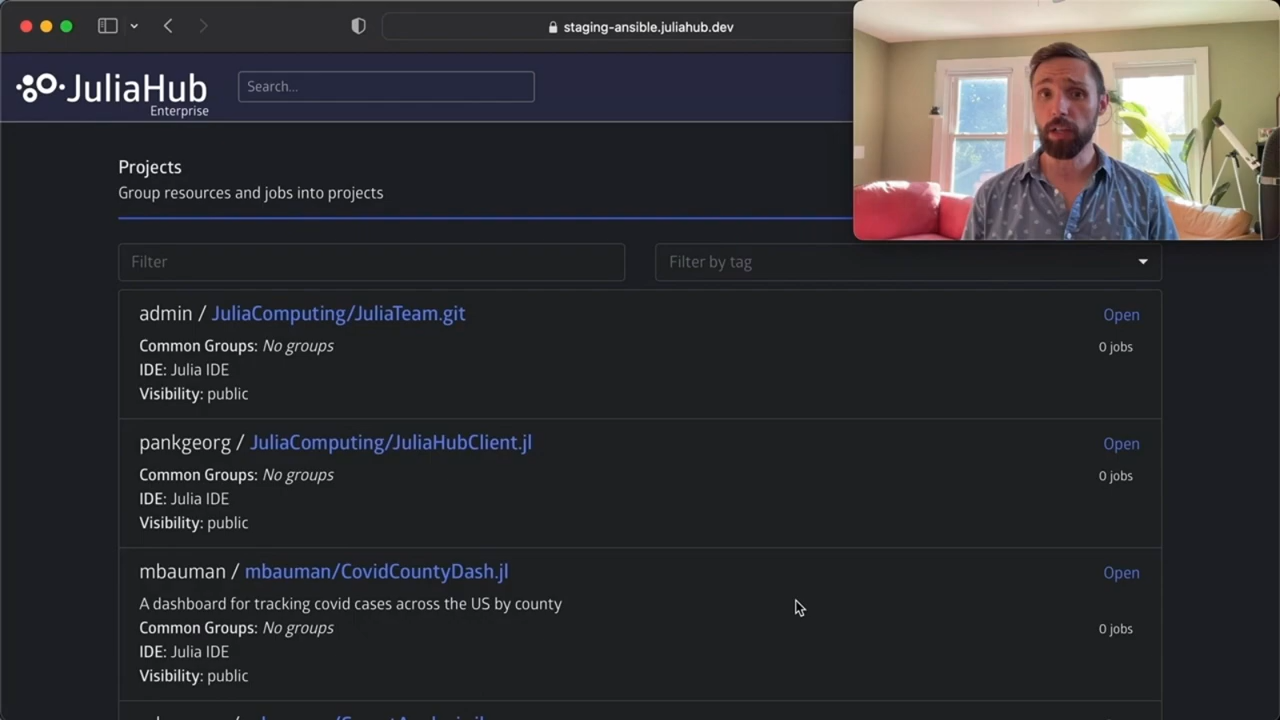 staging-ansible.juliahub.dev
JuliaHub
Enterprise
Search...
Projects
Group resources and jobs into projects
Filter
Filter by tag
admin / JuliaComputing/JuliaTeam.git
Open
Common Groups: No groups
0 jobs
IDE: Julia IDE
Visibility: public
pankgeorg / JuliaComputing/JuliaHubClient.jl
Open
Common Groups: No groups
0 jobs
IDE: Julia IDE
Visibility: public
mbauman / mbauman/CovidCountyDash.jl
Open
A dashboard for tracking covid cases across the US by county
Common Groups: No groups
0 jobs
IDE: Julia IDE
Visibility: public